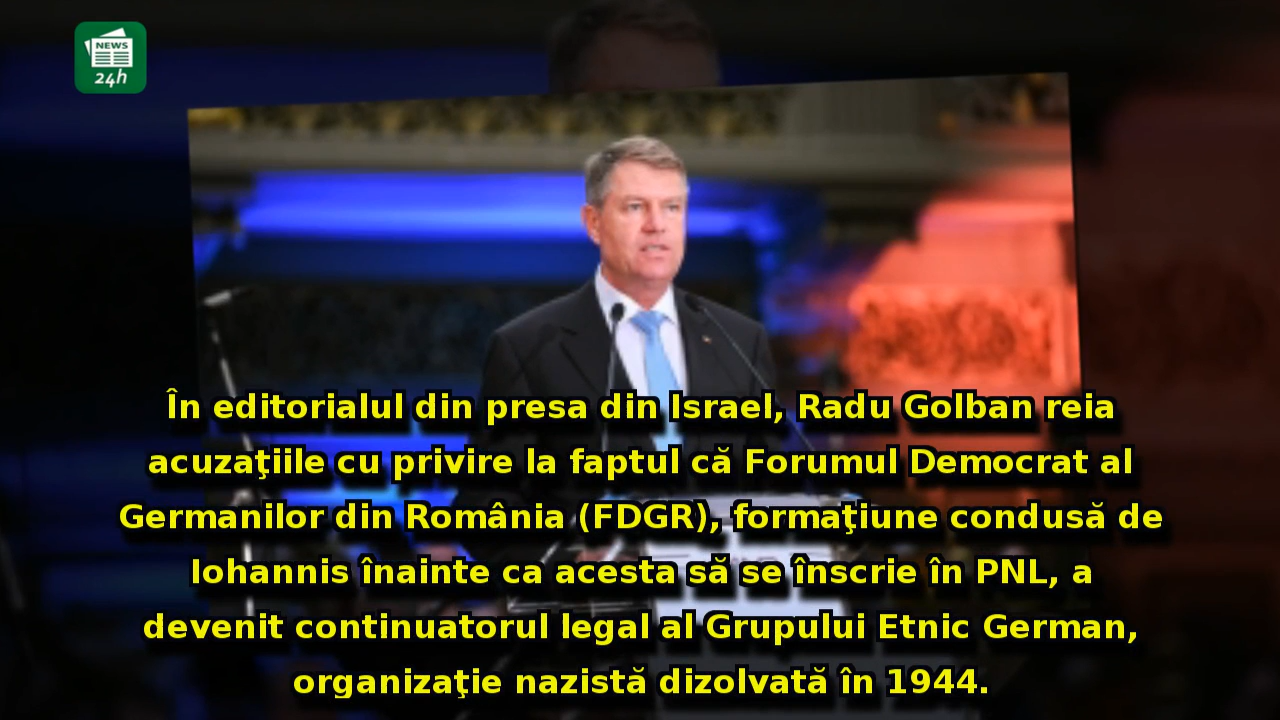 NEWS
24h
În editorialul din presa din Israel, Radu Golban reia
acuzaţiile cu privire la faptul că Forumul Democrat al
Germanilor din România (FDGR), formaţiune condusă de
Iohannis înainte ca acesta să se înscrie în PNL, a
devenit continuatorul legal al Grupului Etnic German,
organizaţie nazistă dizolvată în 1944.